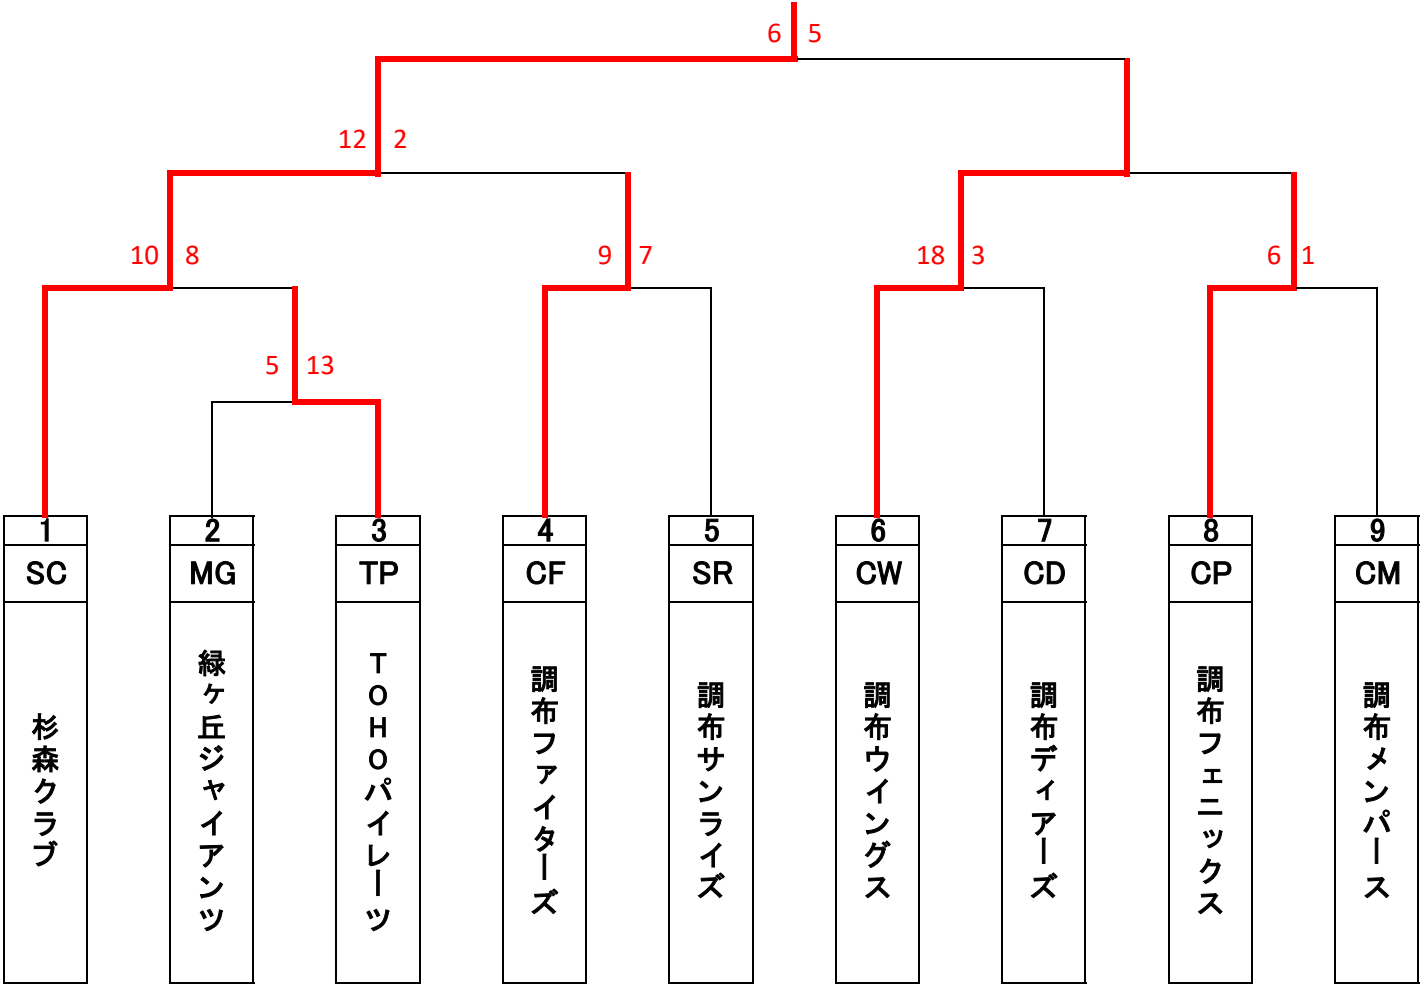 6 5
12 2
10 8 9 7 18 3 6 1
5 13
1 2 3 4 5 6 7 8 9
SC MG TP CF SR CW CD CP CM
杉森クラブ
緑ヶ丘ジャイアンツ
TOHOパイレーツ
調布ファイターズ
調布サンライズ
調布ウイングス
調布ディアーズ
調布フェニックス
調布メンパース